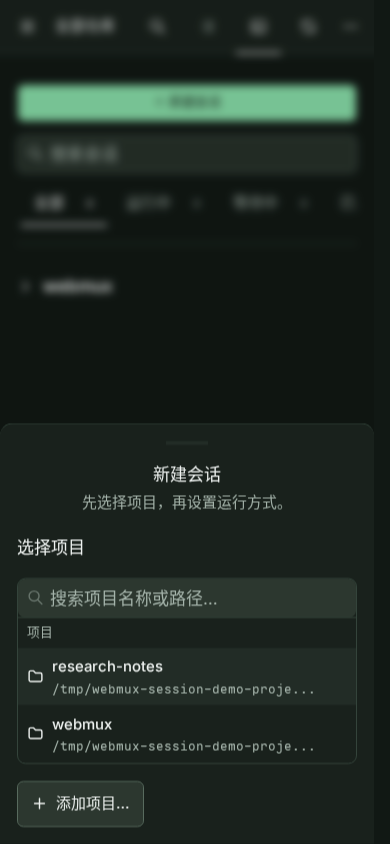 webmux
新建会话
先选择项目，再设置运行方式。
选择项目
搜索项目名称或路径...
项目
research-notes
/tmp/webmux-session-demo-proje...
webmux
/tmp/webmux-session-demo-proje...
+ 添加项目...